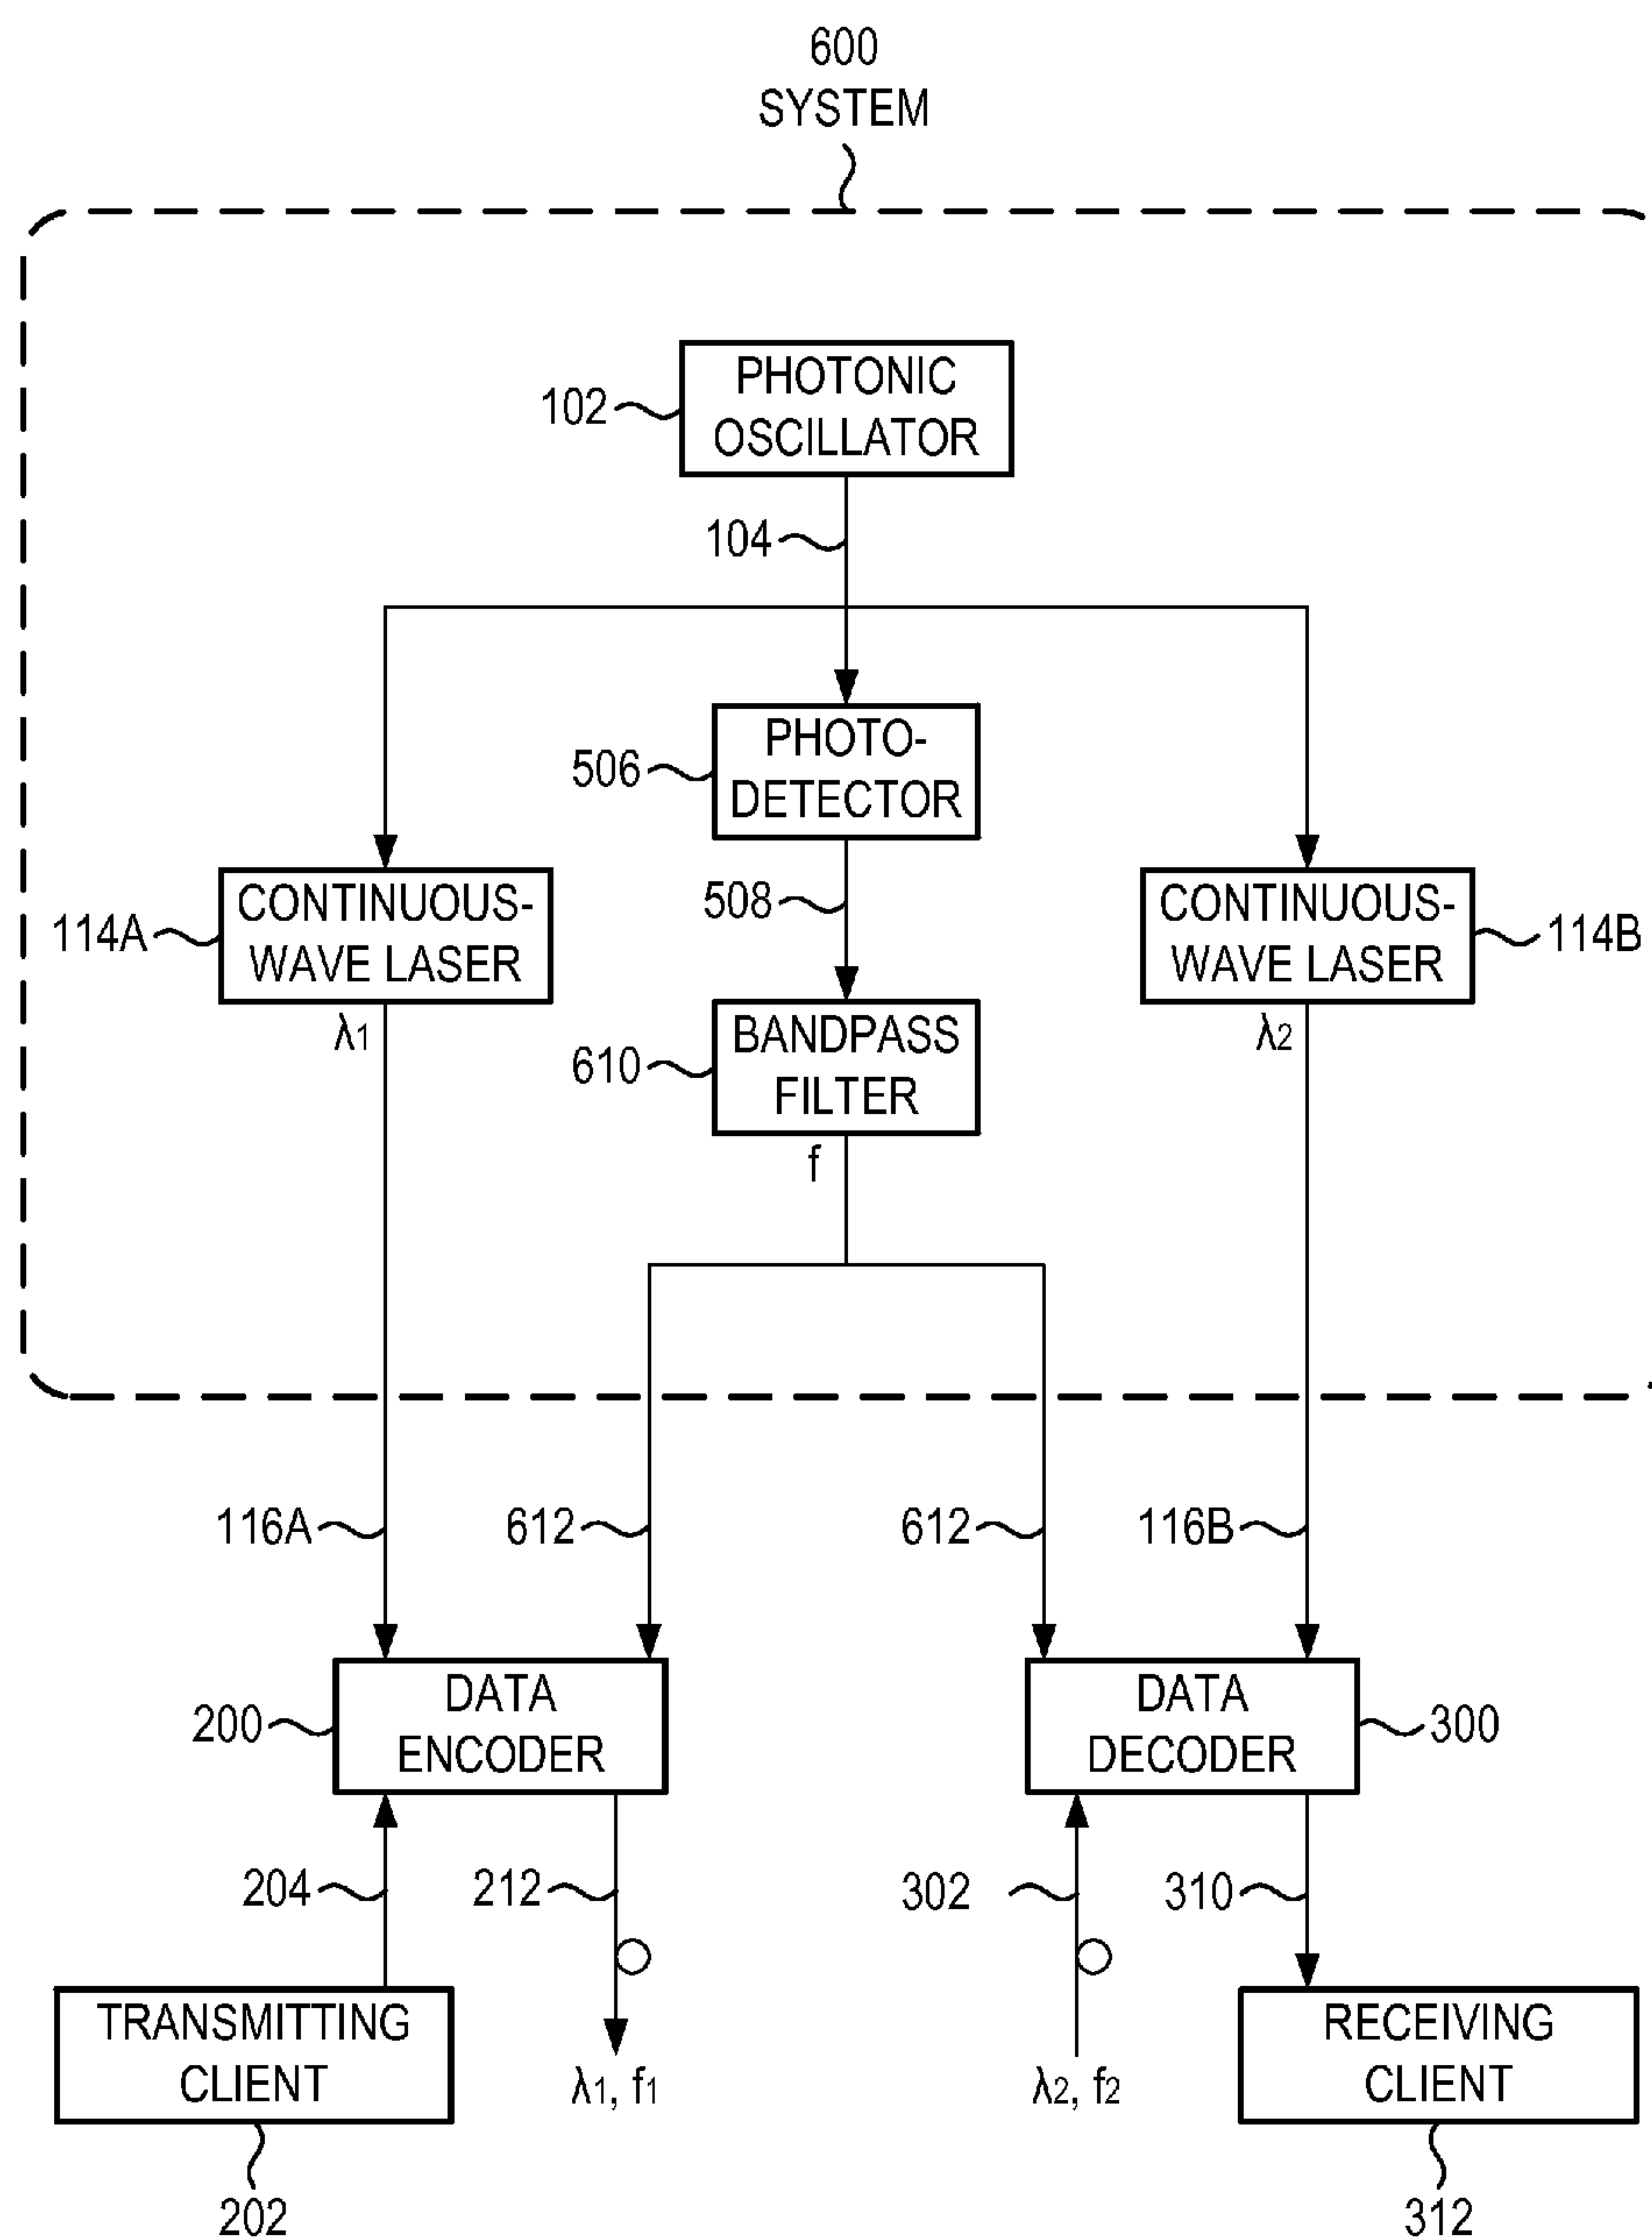 600
SYSTEM
PHOTONIC
OSCILLATOR
102
104
PHOTO-
DETECTOR
506
CONTINUOUS-
WAVE LASER
114A
508
CONTINUOUS-
WAVE LASER
114B
λ1
BANDPASS
FILTER
610
λ2
f
116A
612
612
116B
DATA
ENCODER
200
DATA
DECODER
300
204
212
302
310
TRANSMITTING
CLIENT
λ1, f1
λ2, f2
RECEIVING
CLIENT
202
312